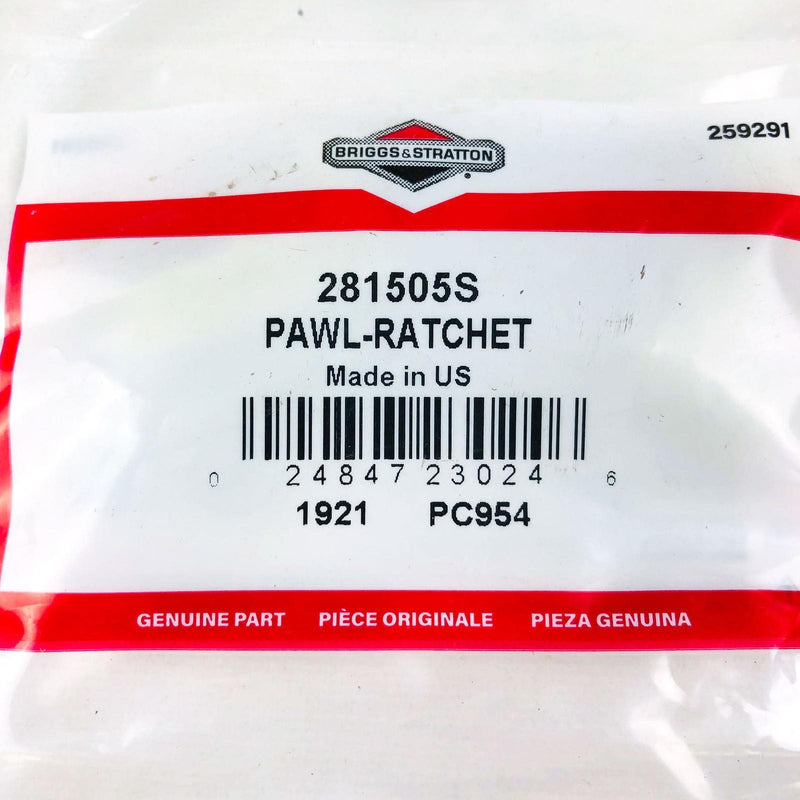 BRIGGS&STRATTON
259291
281505S
PAWL-RATCHET
Made in US
0 24847 23024 6
1921 PC954
GENUINE PART PIÈCE ORIGINALE PIEZA GENUINA